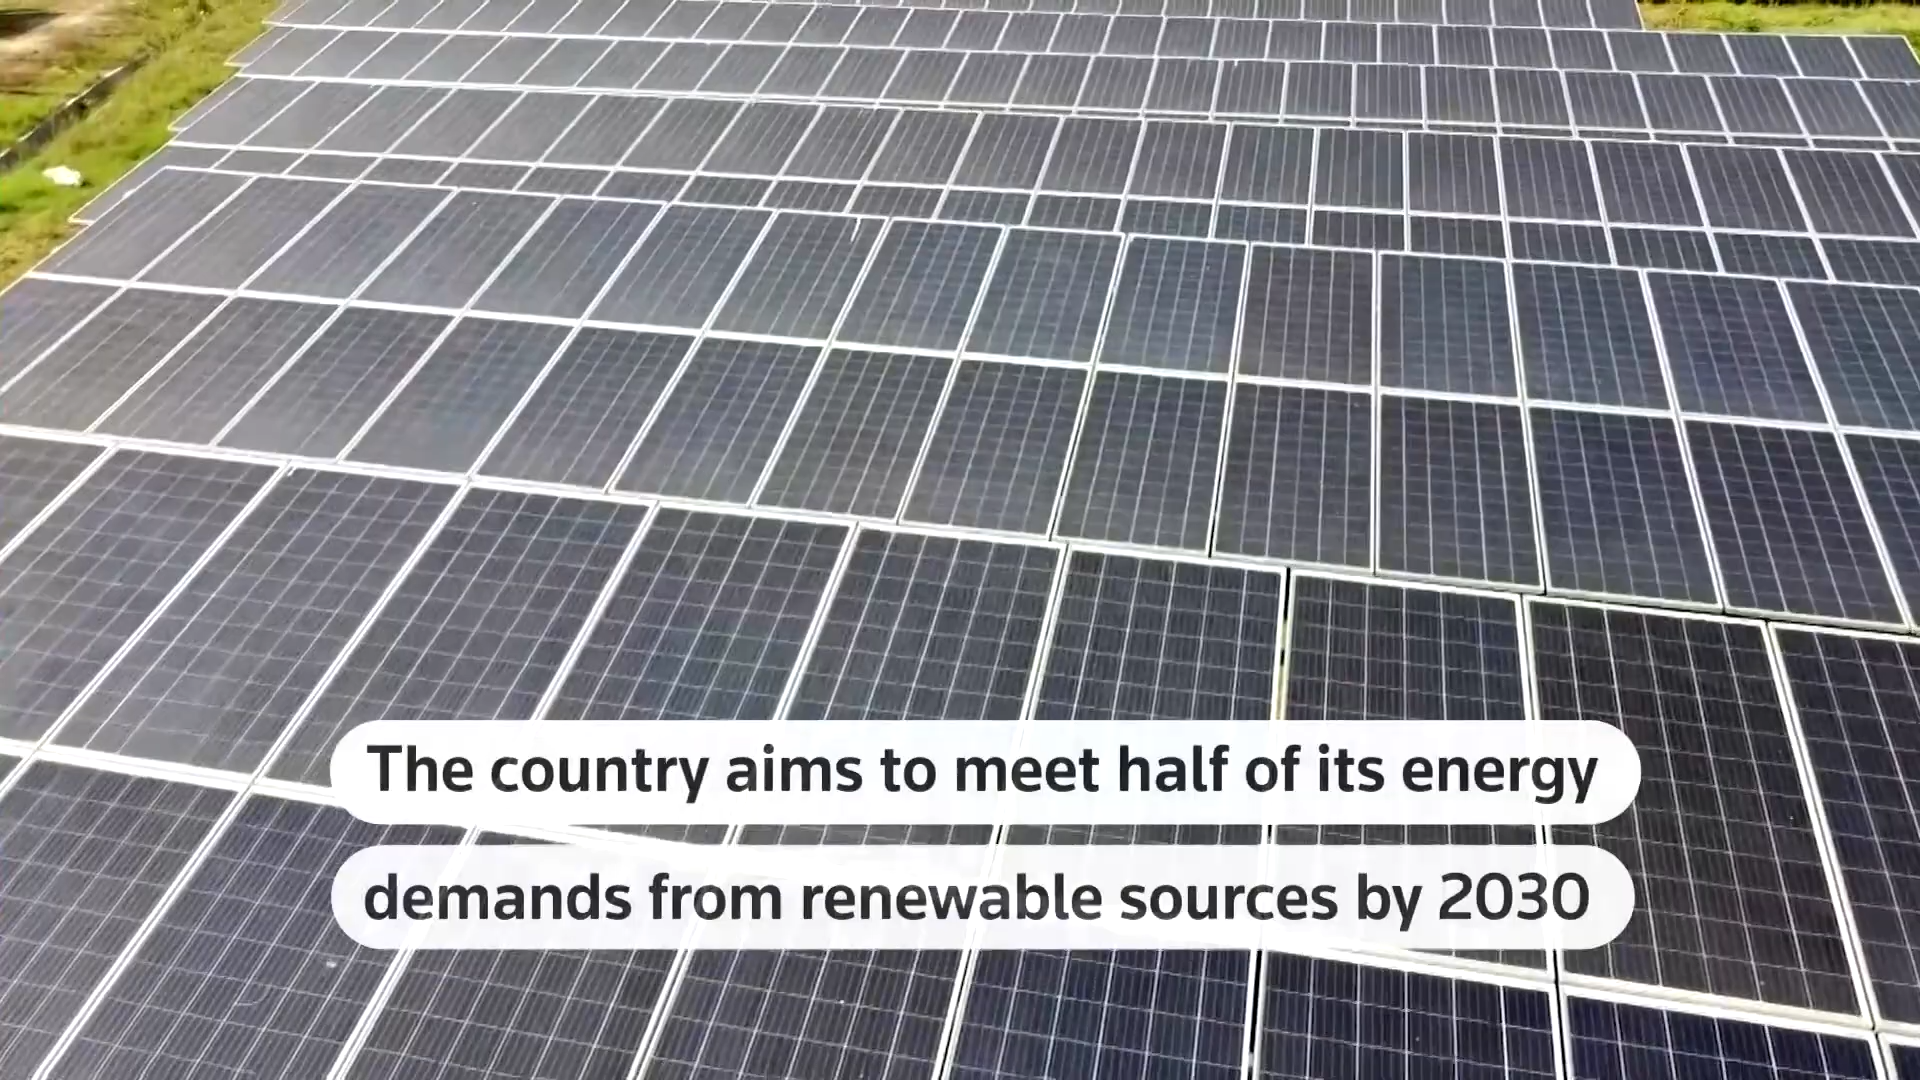 The country aims to meet half of its energy
demands from renewable sources by 2030